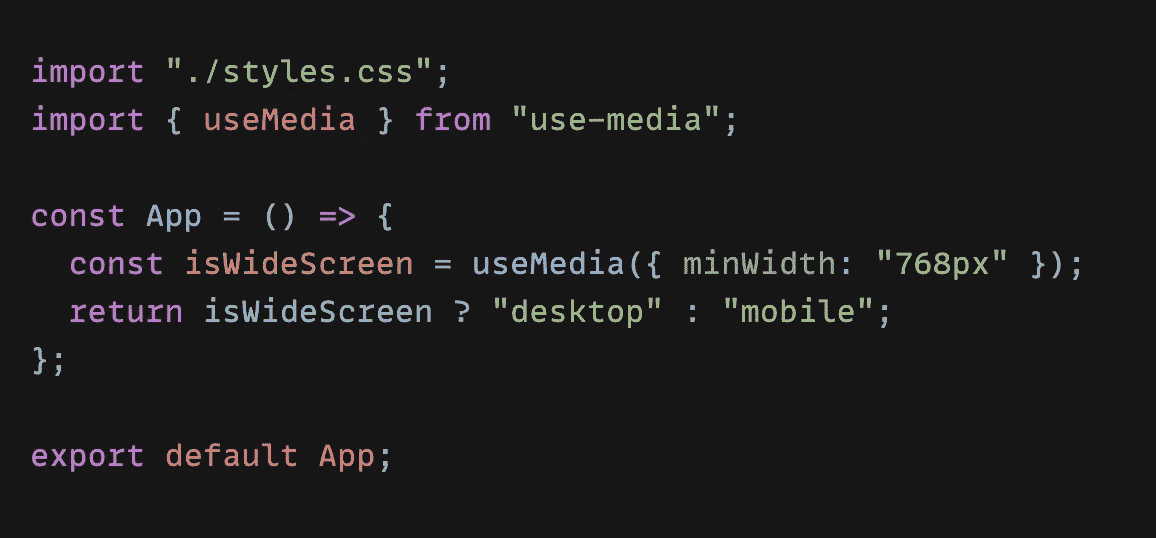 import "./styles.css";
import { useMedia } from "use-media";
const App = () => {
  const isWideScreen = useMedia({ minWidth: "768px" });
  return isWideScreen ? "desktop" : "mobile";
};
export default App;